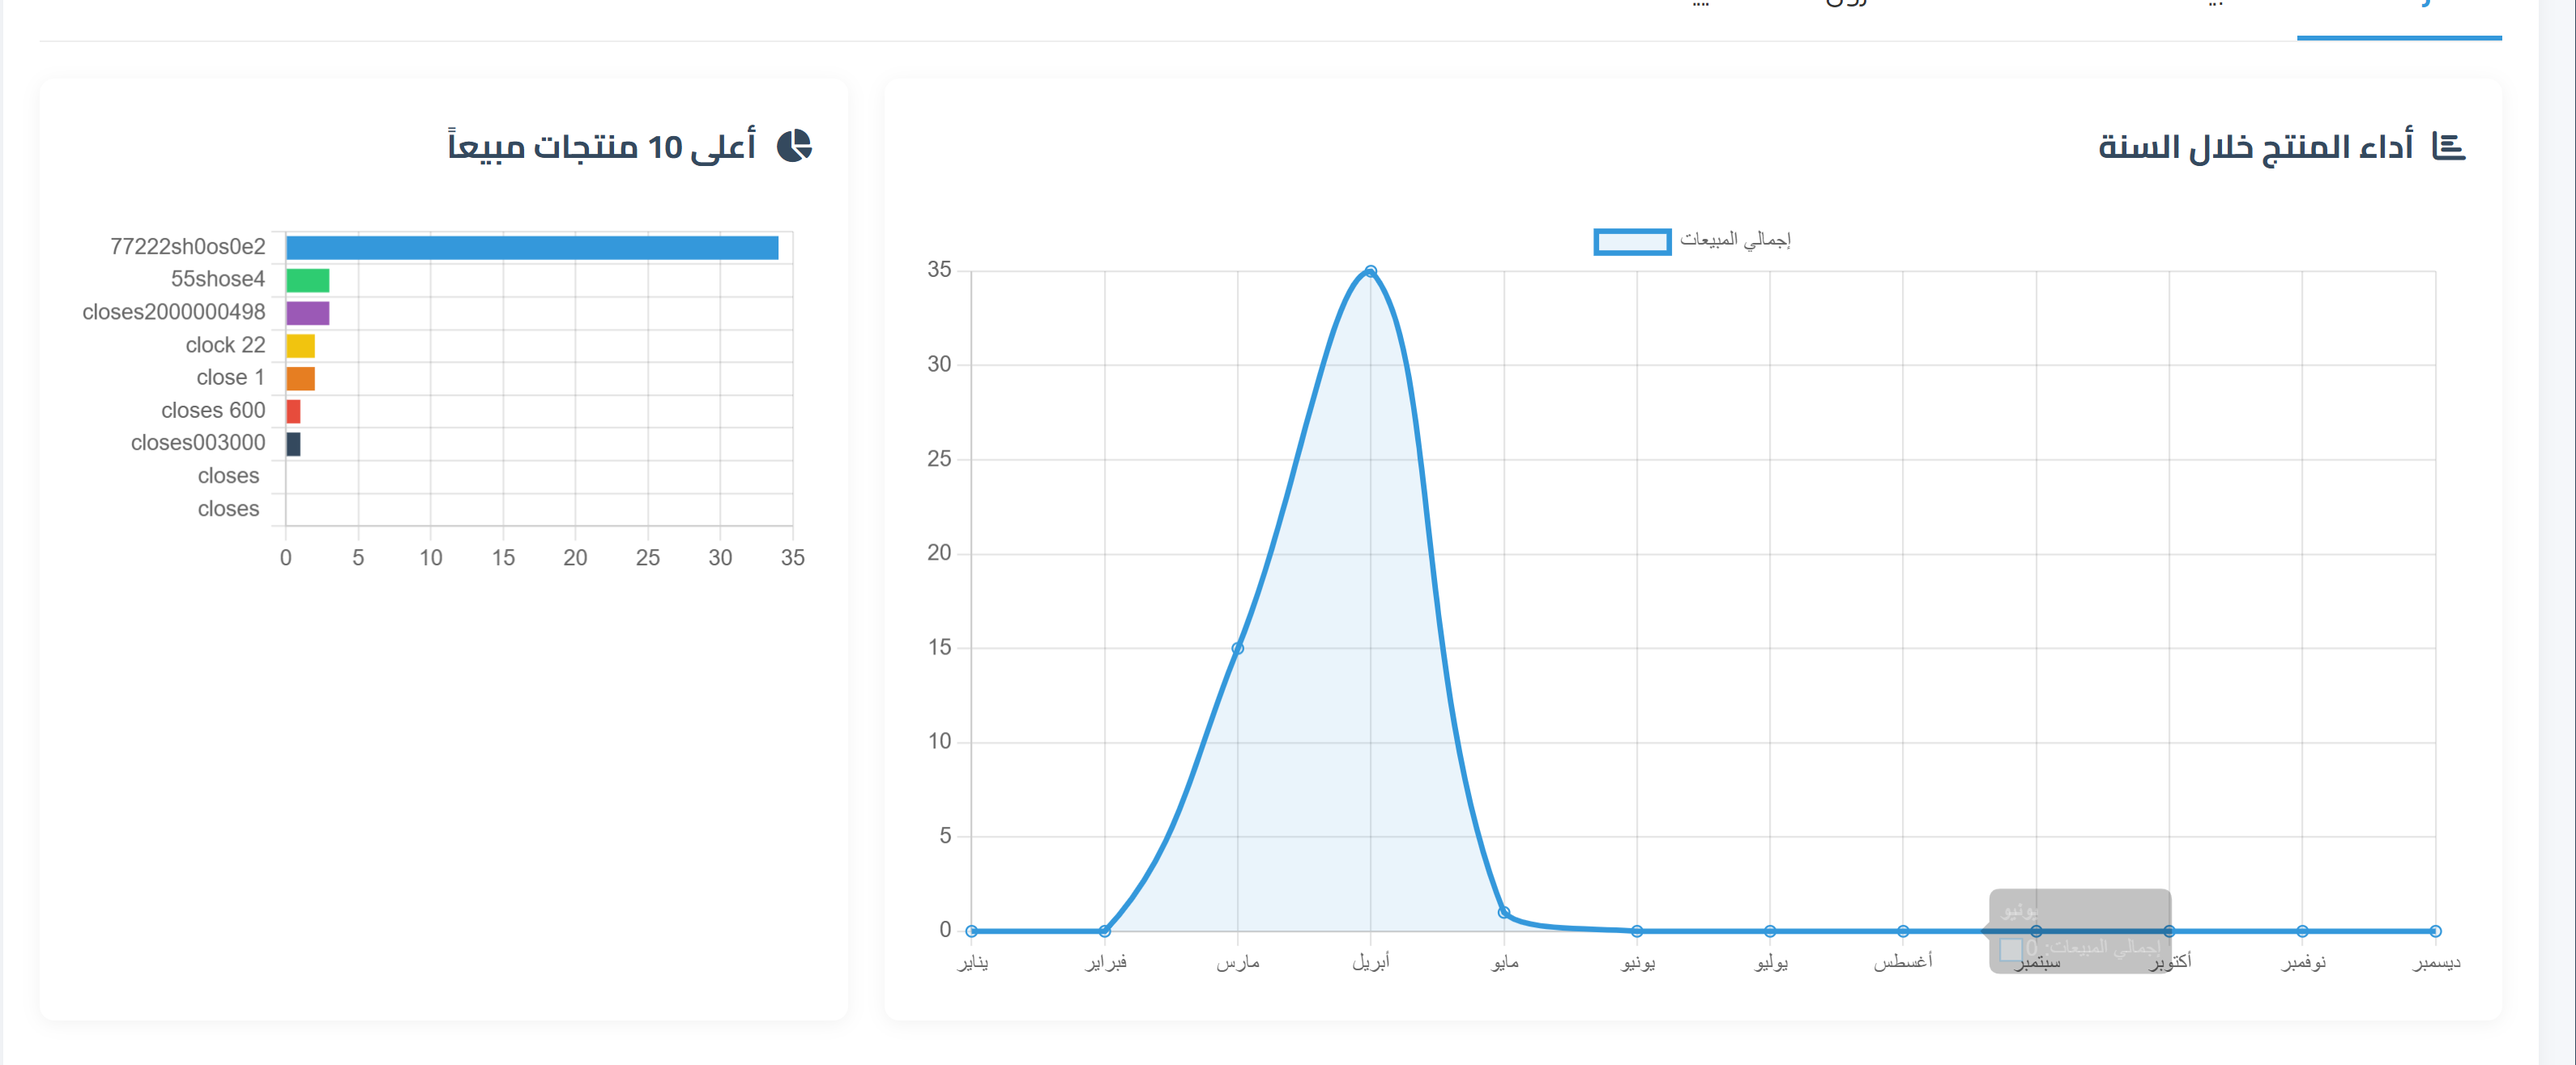 أداء المنتج خلال السنة
إجمالي المبيعات
35
30
25
20
15
10
5
0
يناير فبراير مارس أبريل مايو يونيو يوليو أغسطس سبتمبر أكتوبر نوفمبر ديسمبر
يونيو
إجمالي المبيعات: 0
أعلى 10 منتجات مبيعاً
77222sh0os0e2
55shose4
closes2000000498
clock 22
close 1
closes 600
closes003000
closes
closes
0 5 10 15 20 25 30 35